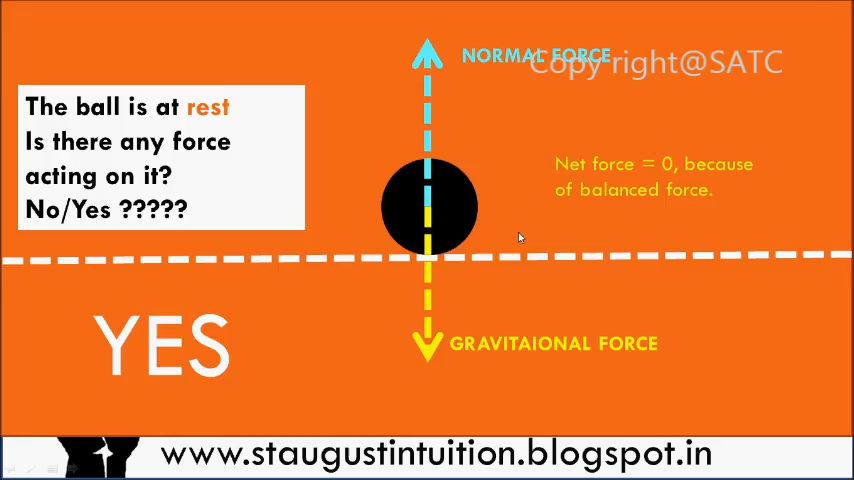 NORMAL FORCE
Copy right@SATC
The ball is at rest
Is there any force
acting on it?
No/Yes ?????
Net force = 0, because
of balanced force.
YES
GRAVITAIONAL FORCE
www.staugustintuition.blogspot.in